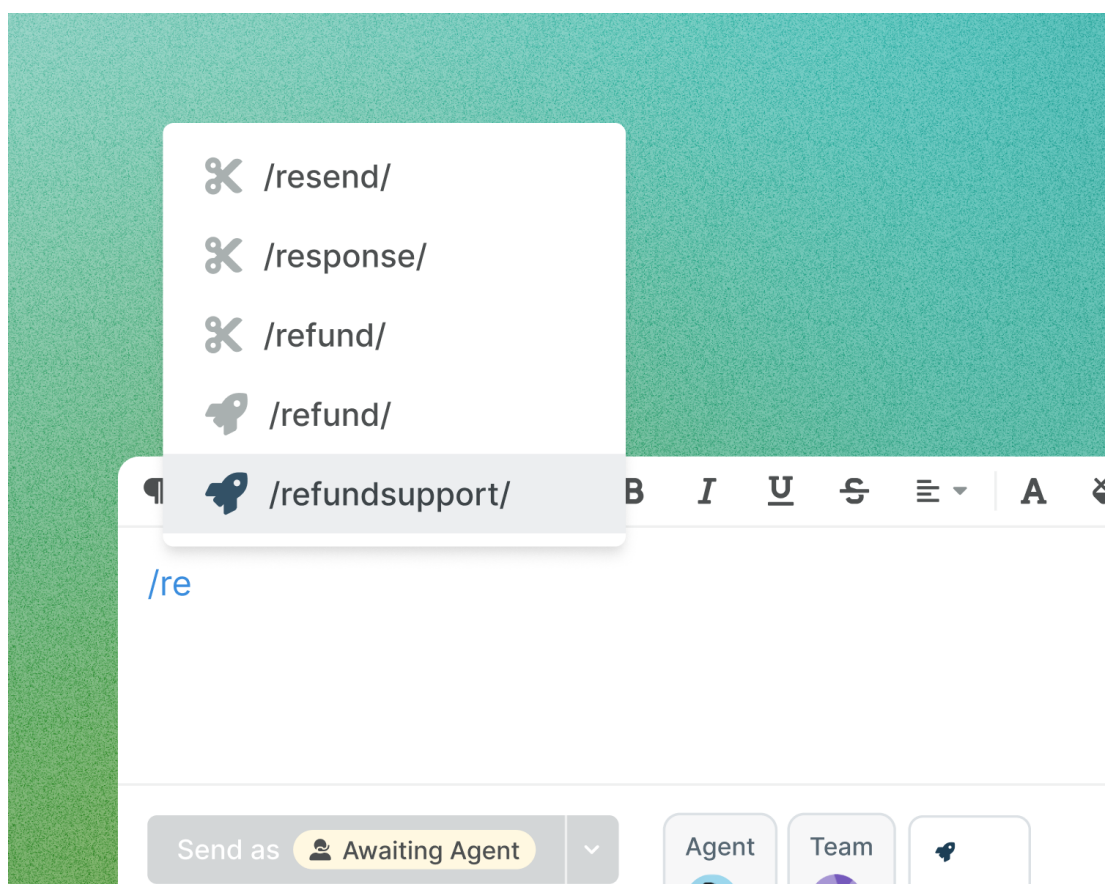 /resend/
/response/
/refund/
/refund/
/refundsupport/
B I U S A
/re
Send as Awaiting Agent
Agent
Team